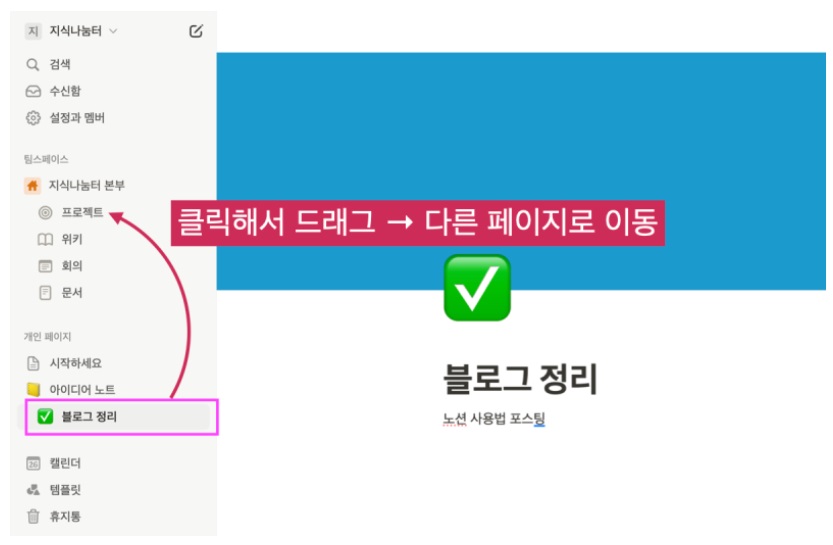 지 지식나눔터
검색
수신함
설정과 멤버
팀스페이스
지식나눔터 본부
프로젝트
위키
회의
문서
개인 페이지
시작하세요
아이디어 노트
블로그 정리
캘린더
템플릿
휴지통
클릭해서 드래그 → 다른 페이지로 이동
블로그 정리
노션 사용법 포스팅